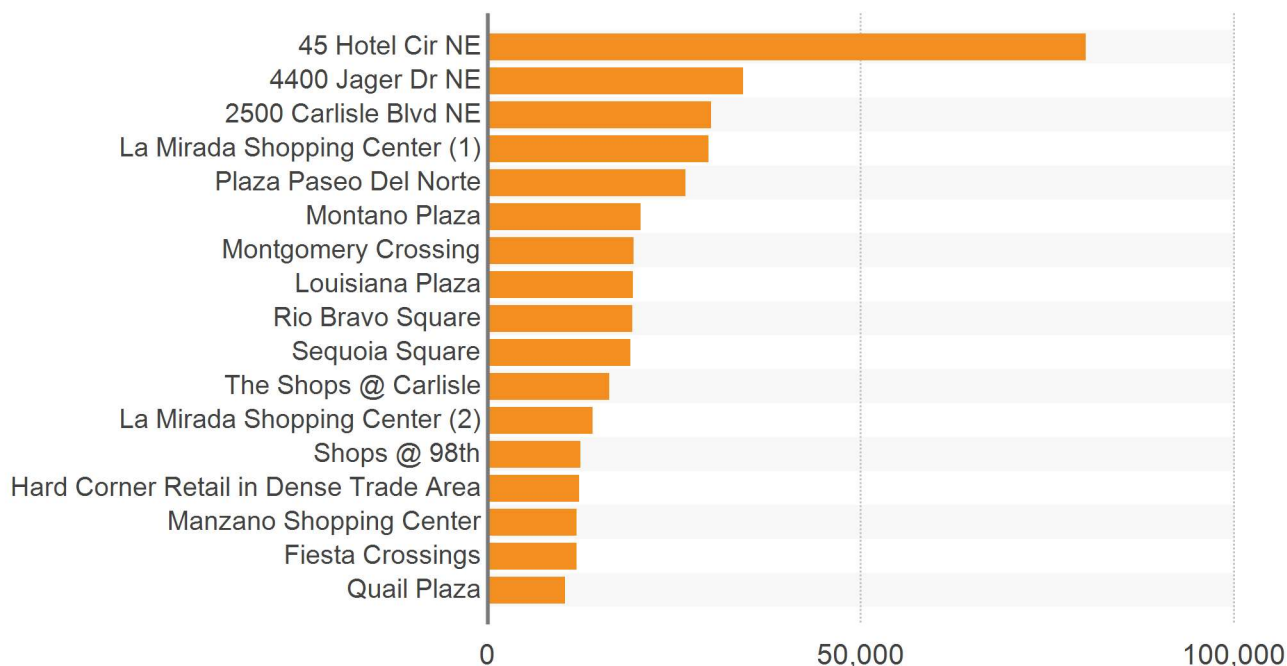 45 Hotel Cir NE
4400 Jager Dr NE
2500 Carlisle Blvd NE
La Mirada Shopping Center (1)
Plaza Paseo Del Norte
Montano Plaza
Montgomery Crossing
Louisiana Plaza
Rio Bravo Square
Sequoia Square
The Shops @ Carlisle
La Mirada Shopping Center (2)
Shops @ 98th
Hard Corner Retail in Dense Trade Area
Manzano Shopping Center
Fiesta Crossings
Quail Plaza
0 50,000 100,000